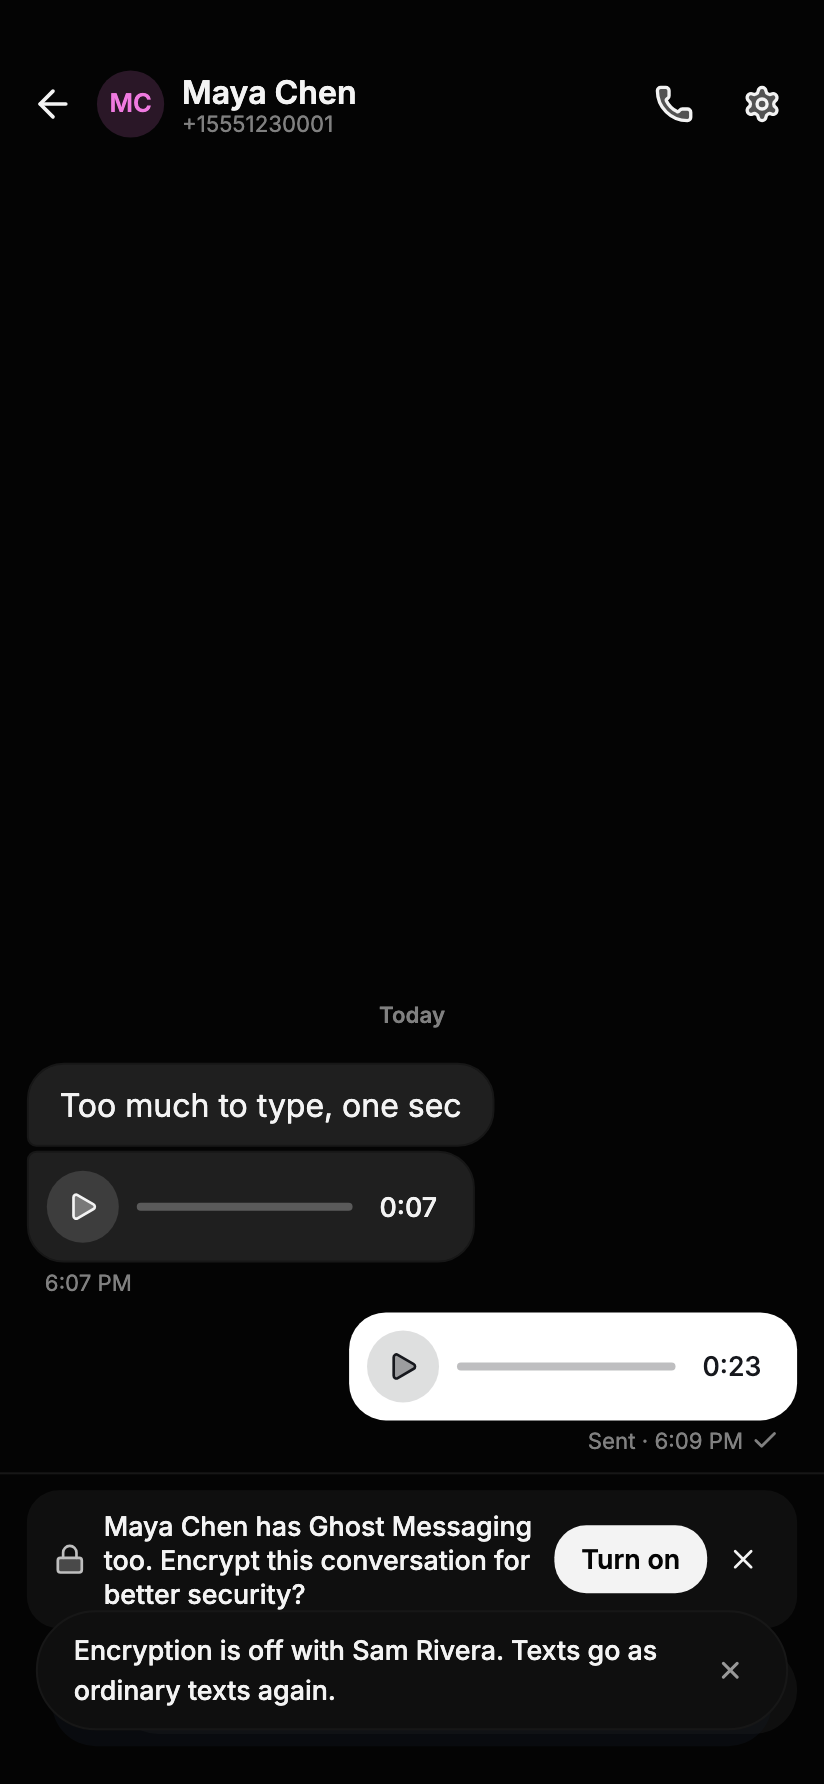 MC
Maya Chen
+15551230001
Today
Too much to type, one sec
0:07
6:07 PM
0:23
Sent · 6:09 PM
Maya Chen has Ghost Messaging
too. Encrypt this conversation for
better security?
Turn on
Encryption is off with Sam Rivera. Texts go as
ordinary texts again.